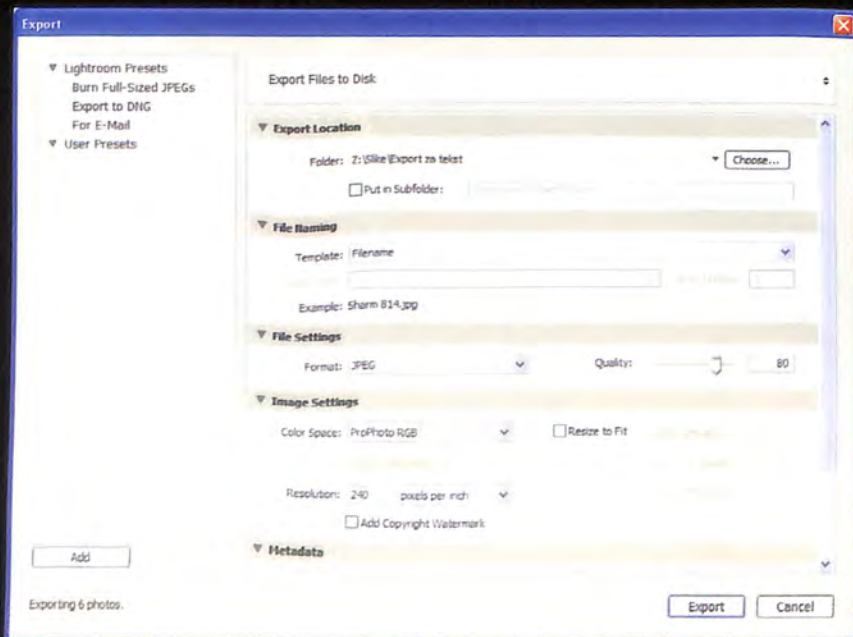 Export
Lightroom Presets
Burn Full-Sized JPEGs
Export to DNG
For E-Mail
User Presets
Add
Exporting 6 photos.
Export Files to Disk
Export Location
Folder: Z:\Slike\Export za tekst
Choose...
Put in Subfolder:
File Naming
Template: Filename
Example: Sharm 814.jpg
File Settings
Format: JPEG
Quality: 80
Image Settings
Color Space: ProPhoto RGB
Resize to Fit
Resolution: 240 pixels per inch
Add Copyright Watermark
Metadata
Export
Cancel